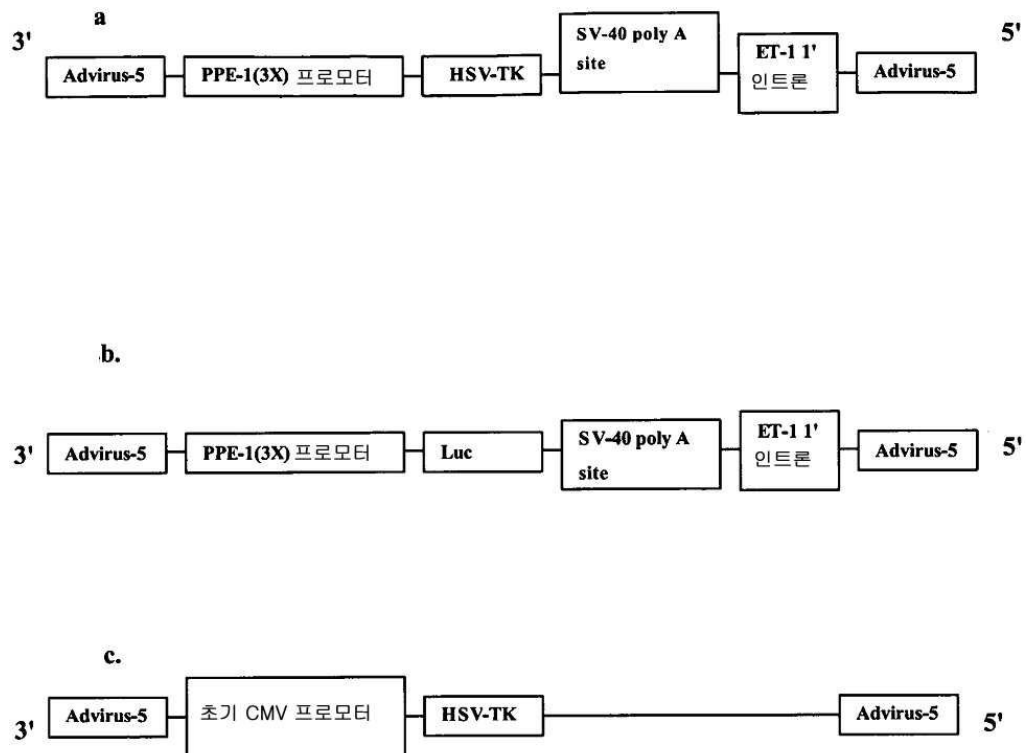 a
3'
5'
Advirus-5
PPE-1(3X) 프로모터
HSV-TK
SV-40 poly A
site
ET-1 1'
인트론
Advirus-5
b.
3'
5'
Advirus-5
PPE-1(3X) 프로모터
Luc
SV-40 poly A
site
ET-1 1'
인트론
Advirus-5
c.
3'
5'
Advirus-5
초기 CMV 프로모터
HSV-TK
Advirus-5